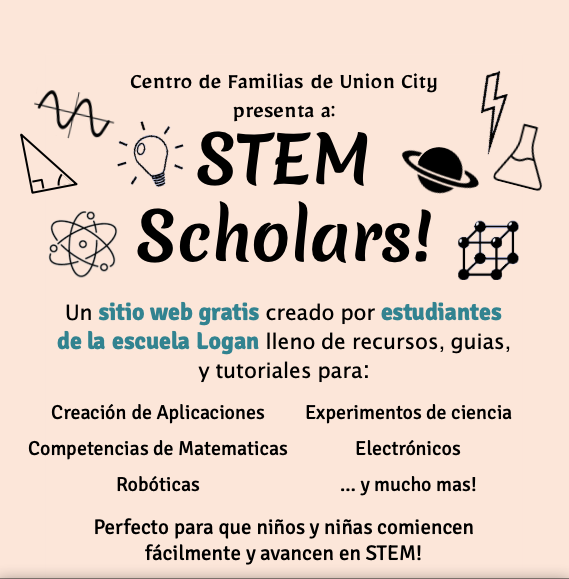 Centro de Familias de Union City
presenta a:
STEM
Scholars!
Un sitio web gratis creado por estudiantes
de la escuela Logan lleno de recursos, guias,
y tutoriales para:
Creación de Aplicaciones
Experimentos de ciencia
Competencias de Matematicas
Electrónicos
Robóticas
... y mucho mas!
Perfecto para que niños y niñas comiencen
fácilmente y avancen en STEM!